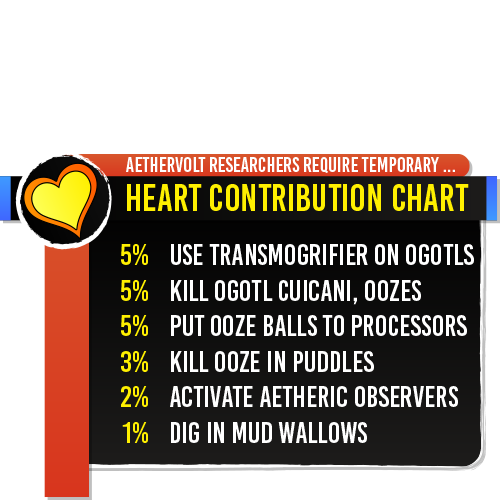 AETHERVOLT RESEARCHERS REQUIRE TEMPORARY ...
HEART CONTRIBUTION CHART
5% USE TRANSMOGRIFIER ON OGOTLS
5% KILL OGOTL CUICANI, OOZES
5% PUT OOZE BALLS TO PROCESSORS
3% KILL OOZE IN PUDDLES
2% ACTIVATE AETHERIC OBSERVERS
1% DIG IN MUD WALLOWS